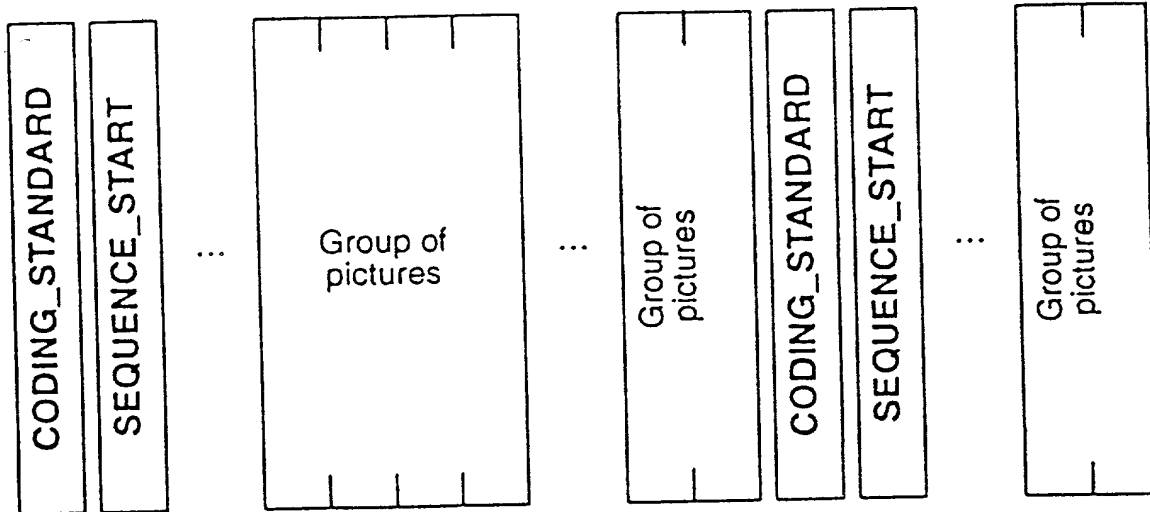 CODING_STANDARD
SEQUENCE_START
...
Group of
pictures
...
Group of
pictures
CODING_STANDARD
SEQUENCE_START
...
Group of
pictures